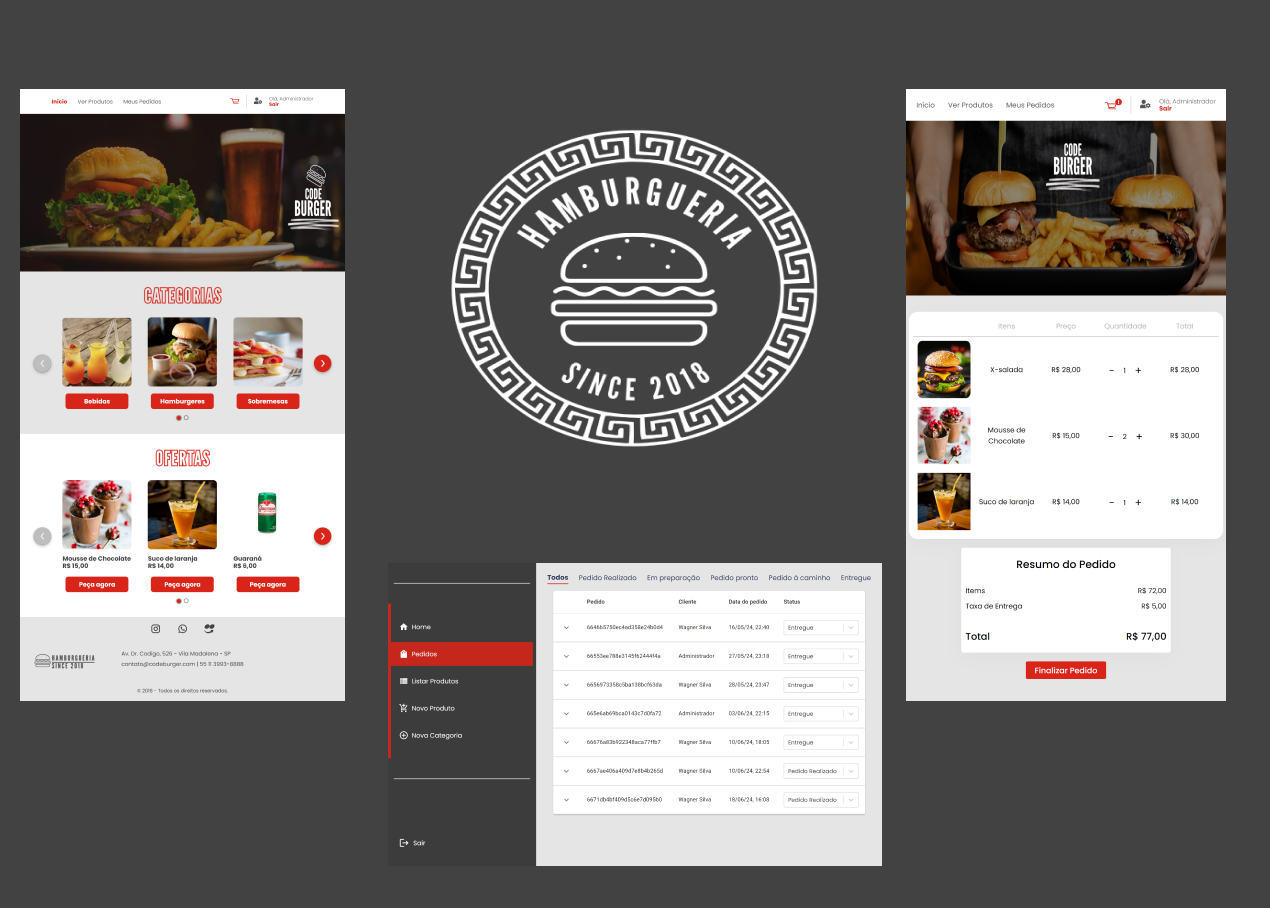 Início Ver Produtos Meus Pedidos
Olá, Administrador
Sair
CODE
BURGER
CATEGORIAS
Bebidas Hamburgeres Sobremesas
OFERTAS
Mousse de Chocolate Suco de laranja Guaraná
R$ 15,00 R$ 14,00 R$ 6,00
Peça agora Peça agora Peça agora
HAMBURGUERIA
SINCE 2018
Av. Dr. Codigo, 526 - Vila Madalena - SP
contato@codeburger.com | 55 11 3993-8888
© 2018 - Todos os direitos reservados.
HAMBURGUERIA
SINCE 2018
Home
Pedidos
Listar Produtos
Novo Produto
Nova Categoria
Sair
Todos Pedido Realizado Em preparação Pedido pronto Pedido à caminho Entregue
Pedido Cliente Data do pedido Status
6646b5750ec4ad358e24b0d4 Wagner Silva 16/05/24, 22:40 Entregue
66553ee788e3145f62444f4a Administrador 27/05/24, 23:18 Entregue
6656973358c5ba138bcf63da Wagner Silva 28/05/24, 23:47 Entregue
665e6ab69bca0143c7d0fa72 Administrador 03/06/24, 22:15 Entregue
66676a83b922348aca77ffb7 Wagner Silva 10/06/24, 18:05 Entregue
6667ae406a409d7e8b4b265d Wagner Silva 10/06/24, 22:54 Pedido Realizado
6671db4bf409d5c6e7d095b0 Wagner Silva 18/06/24, 16:08 Pedido Realizado
Início Ver Produtos Meus Pedidos
1
Olá, Administrador
Sair
CODE
BURGER
Itens Preço Quantidade Total
X-salada R$ 28,00 - 1 + R$ 28,00
Mousse de
Chocolate R$ 15,00 - 2 + R$ 30,00
Suco de laranja R$ 14,00 - 1 + R$ 14,00
Resumo do Pedido
Items R$ 72,00
Taxa de Entrega R$ 5,00
Total R$ 77,00
Finalizar Pedido